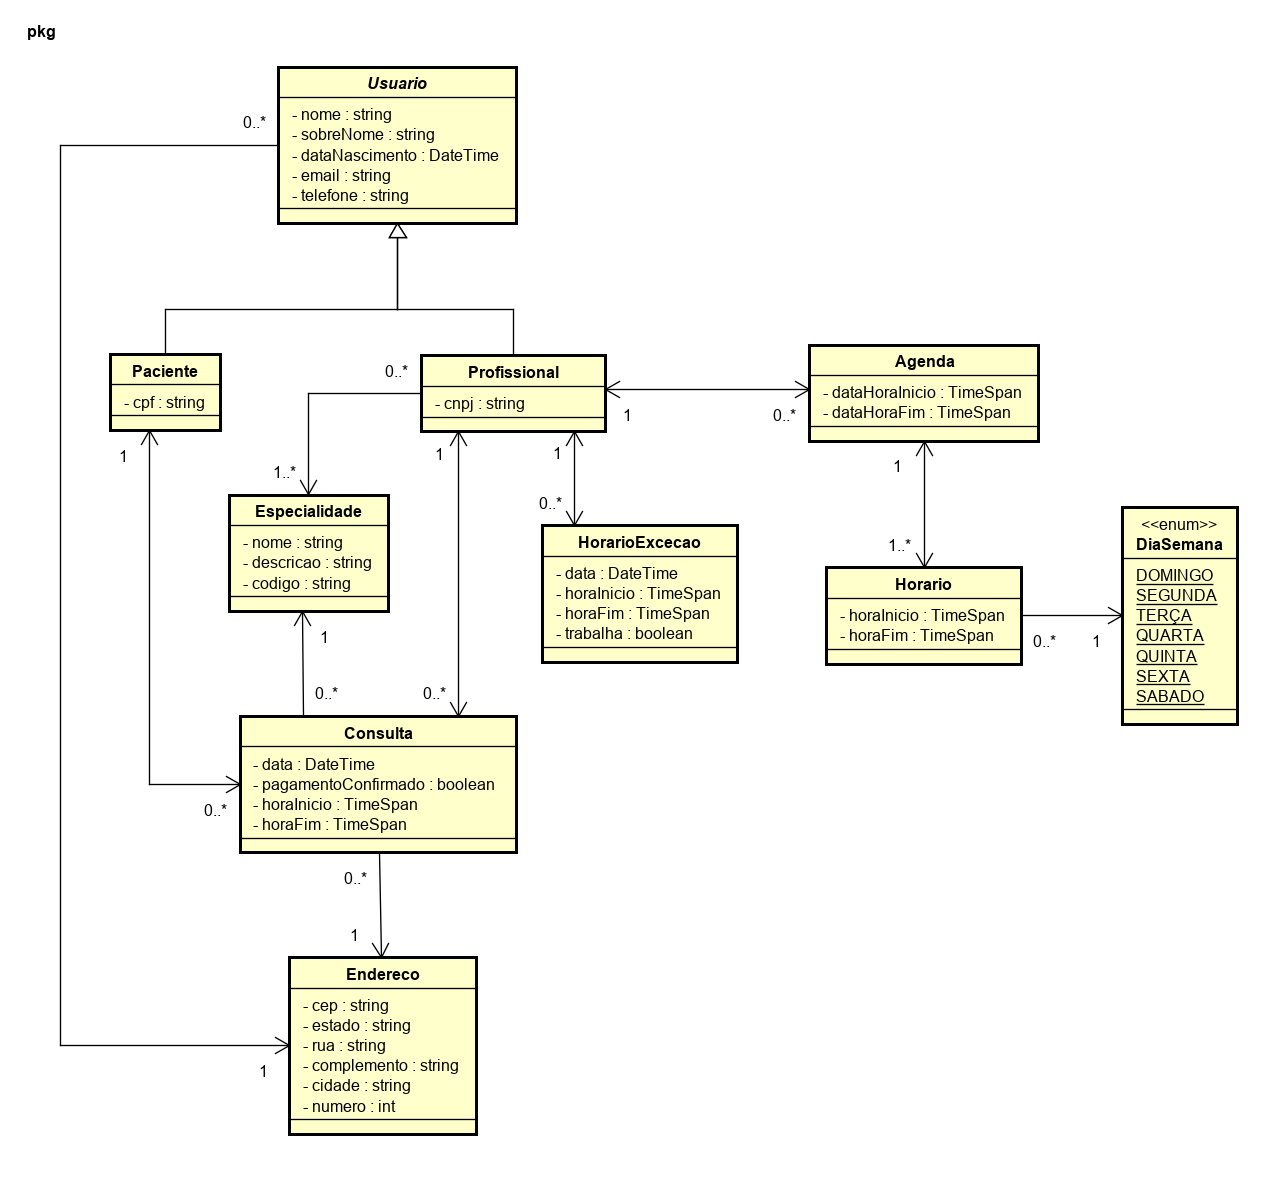 pkg
Usuario
- nome : string
- sobreNome : string
- dataNascimento : DateTime
- email : string
- telefone : string
0..*
Paciente
- cpf : string
1
0..*
Profissional
- cnpj : string
1
0..*
Agenda
- dataHoraInicio : TimeSpan
- dataHoraFim : TimeSpan
1
1
1
1..*
0..*
1..*
Especialidade
- nome : string
- descricao : string
- codigo : string
HorarioExcecao
- data : DateTime
- horaInicio : TimeSpan
- horaFim : TimeSpan
- trabalha : boolean
Horario
- horaInicio : TimeSpan
- horaFim : TimeSpan
0..*
1
<<enum>>
DiaSemana
DOMINGO
SEGUNDA
TERÇA
QUARTA
QUINTA
SEXTA
SABADO
1
0..*
0..*
Consulta
- data : DateTime
- pagamentoConfirmado : boolean
- horaInicio : TimeSpan
- horaFim : TimeSpan
0..*
0..*
1
Endereco
- cep : string
- estado : string
- rua : string
- complemento : string
- cidade : string
- numero : int
1